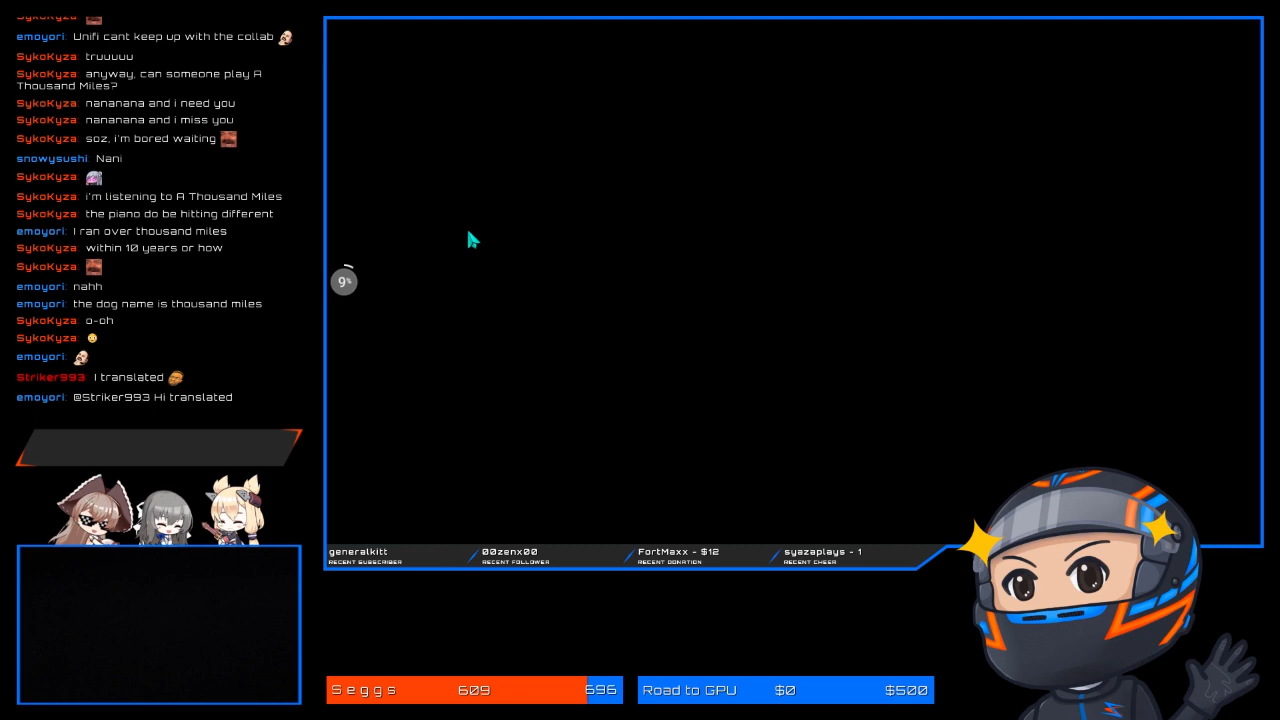 SykoKyza:
emoyori: Unifi cant keep up with the collab
SykoKyza: truuuuu
SykoKyza: anyway, can someone play A
Thousand Miles?
SykoKyza: nananana and i need you
SykoKyza: nananana and i miss you
SykoKyza: soz, i'm bored waiting
snowysushi: Nani
SykoKyza:
SykoKyza: i'm listening to A Thousand Miles
SykoKyza: the piano do be hitting different
emoyori: I ran over thousand miles
SykoKyza: within 10 years or how
SykoKyza:
emoyori: nahh
emoyori: the dog name is thousand miles
SykoKyza: o-oh
SykoKyza:
emoyori:
Striker993: I translated
emoyori: @Striker993 Hi translated
9%
generalkitt
RECENT SUBSCRIBER
00zenx00
RECENT FOLLOWER
FortMaxx - $12
RECENT DONATION
syazaplays - 1
RECENT CHEER
Seggs 609 696
Road to GPU $0 $500